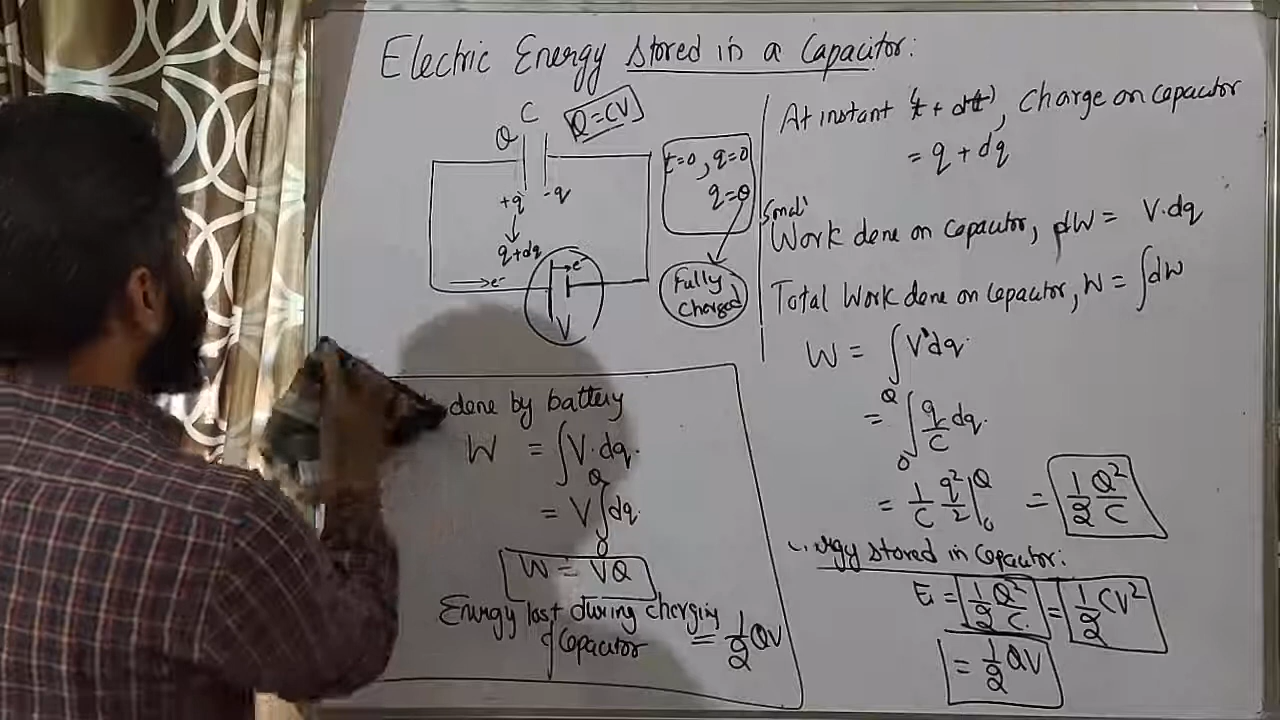 Electric Energy Stored in a Capacitor:
C
Q = CV
Q
+q -q
q+dq
e⁻
e⁻
V
t=0, q=0
q=Q
Fully
Charged
done by battery
W = ∫V·dq.
= V ∫₀^Q dq.
W = VQ
Energy lost during charging
of Capacitor = 1/2 QV
At instant (t + dt), Charge on capacitor
= q + dq
Small
Work done on capacitor, dW = V.dq
Total Work done on Capacitor, W = ∫dW
W = ∫V dq.
= ∫₀^Q q/C dq.
= 1/C q²/2 |₀^Q = 1/2 Q²/C
stored in Capacitor:
E = 1/2 Q²/C = 1/2 CV²
= 1/2 QV